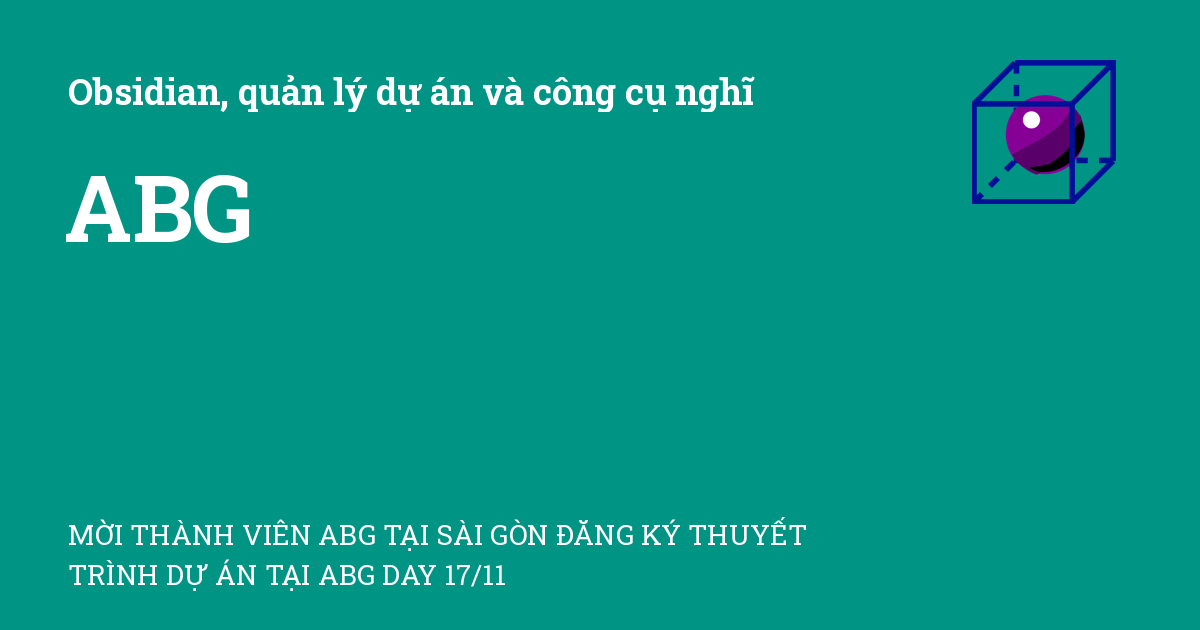 Obsidian, quản lý dự án và công cụ nghĩ
ABG
MỜI THÀNH VIÊN ABG TẠI SÀI GÒN ĐĂNG KÝ THUYẾT
TRÌNH DỰ ÁN TẠI ABG DAY 17/11